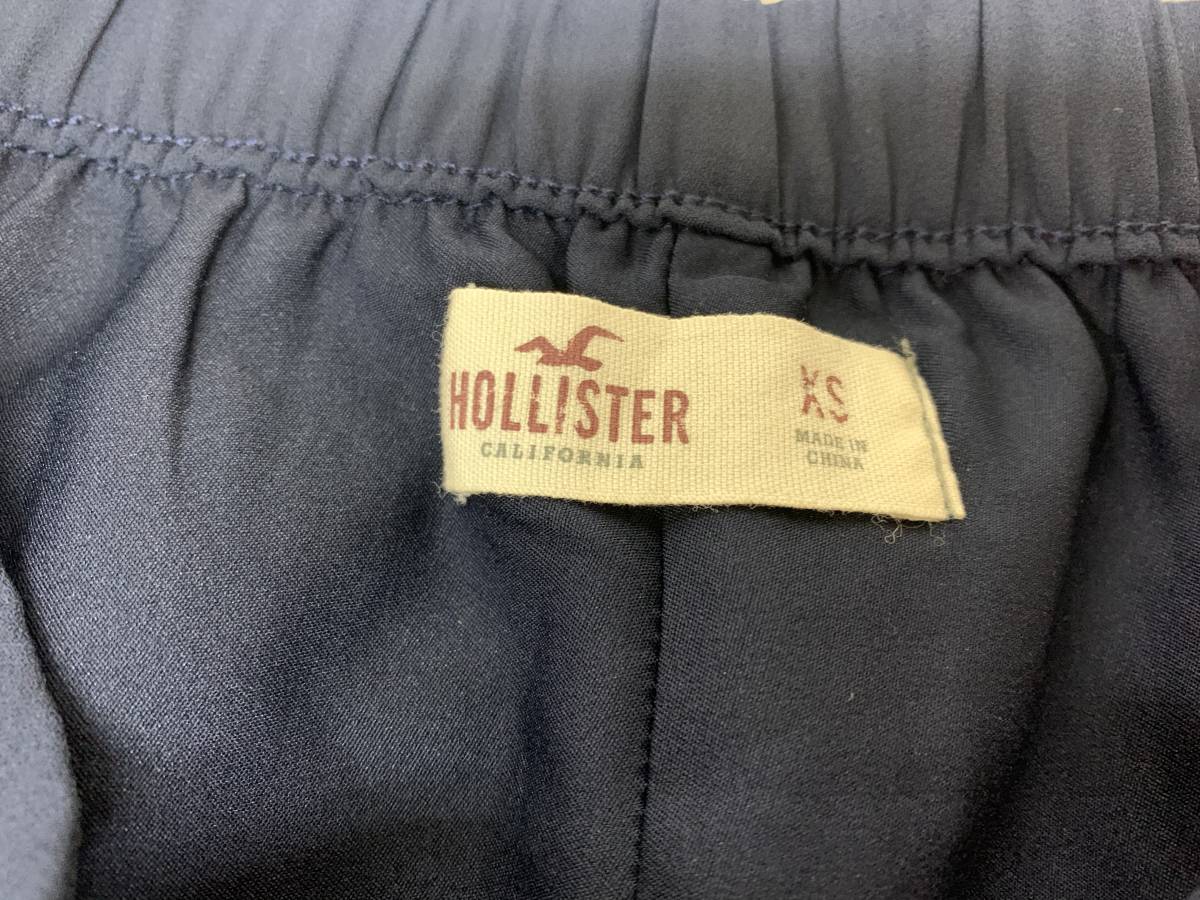 HOLLISTER
CALIFORNIA
XS
MADE IN
CHINA